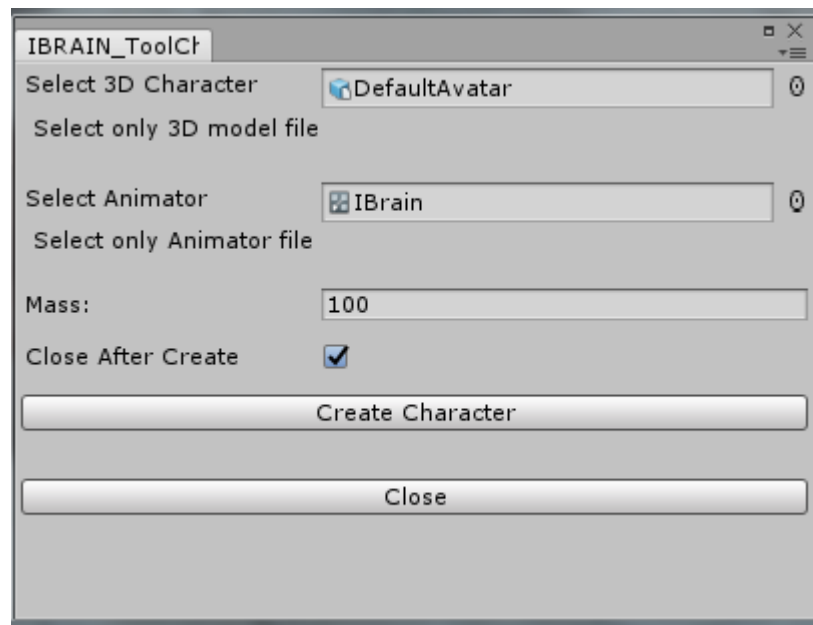 IBRAIN_ToolCh
Select 3D Character DefaultAvatar
Select only 3D model file
Select Animator IBrain
Select only Animator file
Mass: 100
Close After Create
Create Character
Close